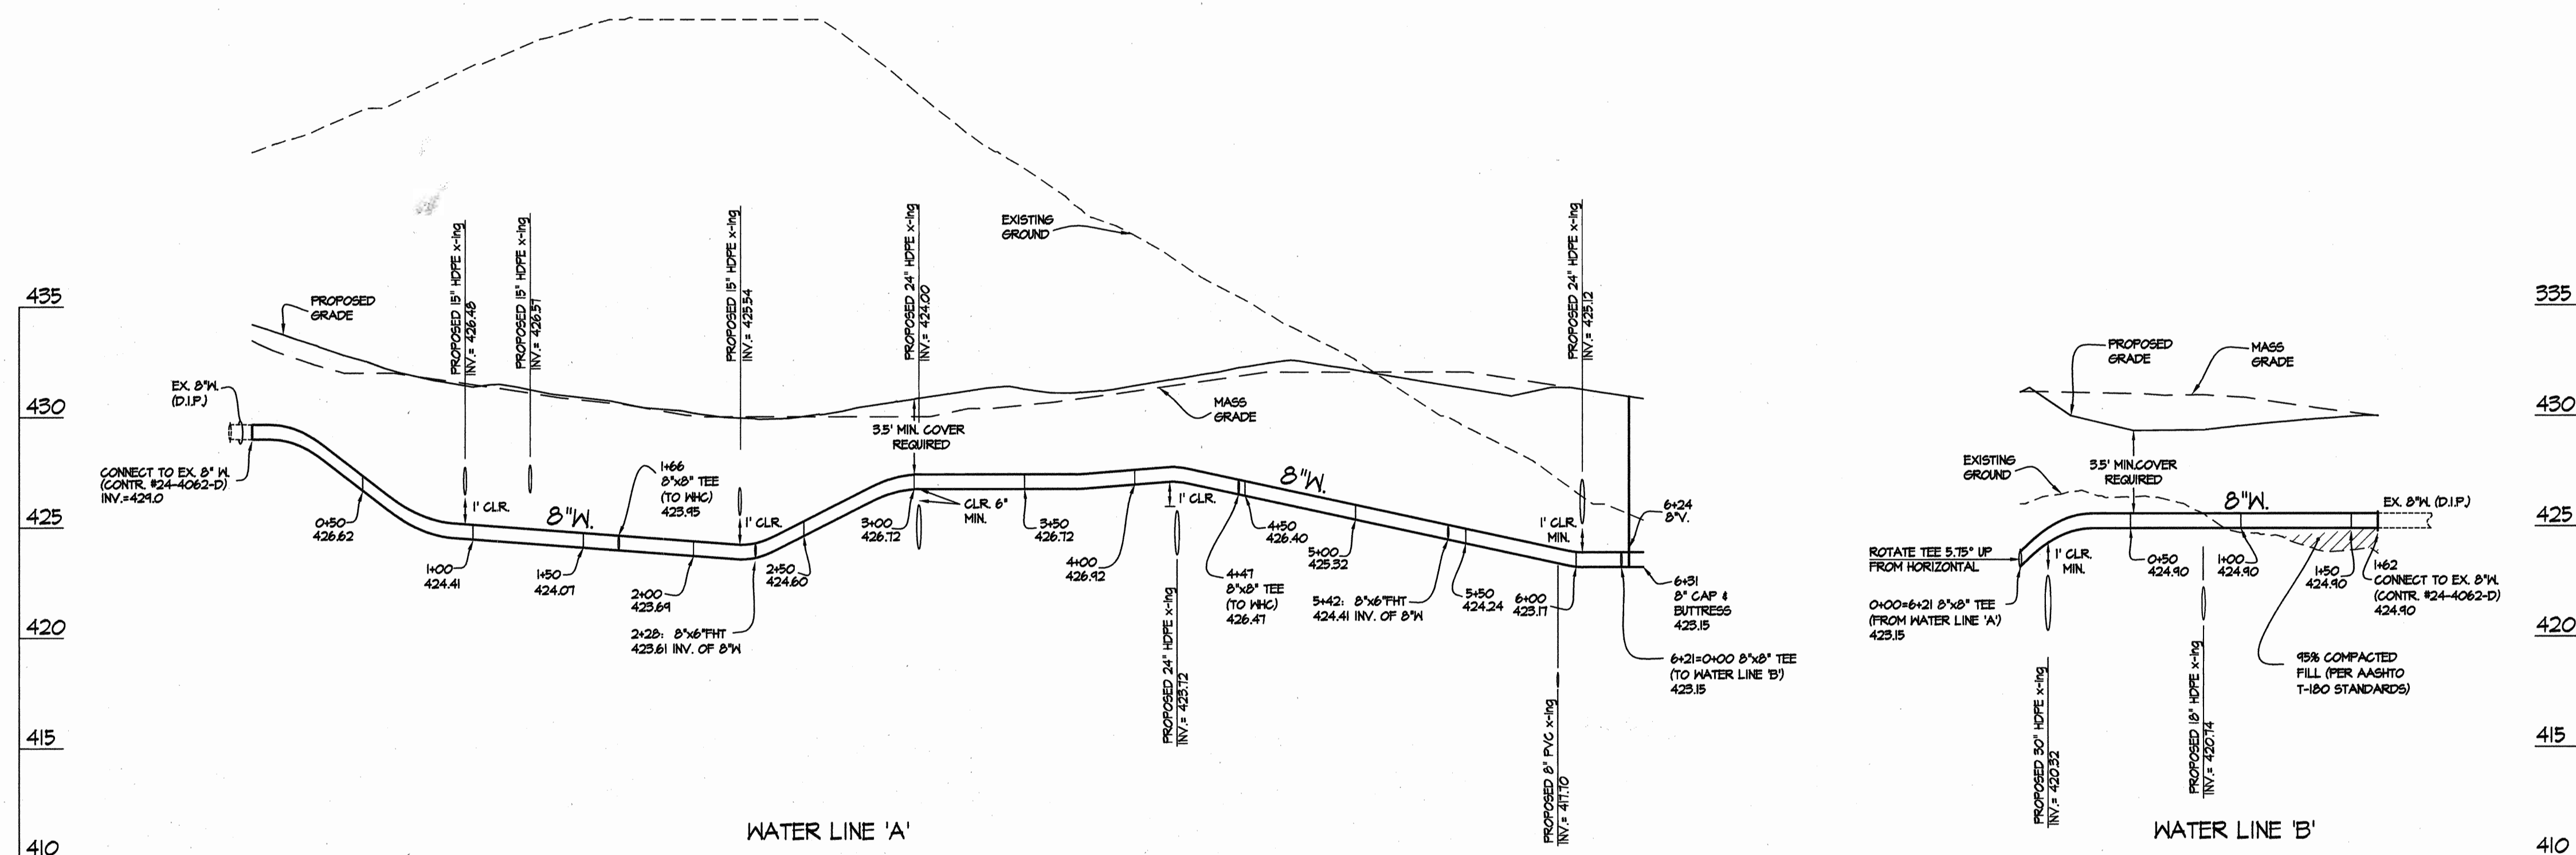 435
430
425
420
415
410
PROPOSED
GRADE
EX. 8"W.
(D.I.P.)
CONNECT TO EX. 8" W.
(CONTR. #24-4062-D)
INV.=429.0
0+50
426.62
PROPOSED 15" HDPE x-ing
INV.= 426.48
PROPOSED 15" HDPE x-ing
INV.= 426.57
1' CLR.
8"W.
1+00
424.41
1+50
424.07
1+66
8"x8" TEE
(TO WHC)
423.95
2+00
423.69
PROPOSED 15" HDPE x-ing
INV.= 425.54
1' CLR.
2+28: 8"x6"FHT
423.61 INV. OF 8"W
2+50
424.60
PROPOSED 24" HDPE x-ing
INV.= 424.00
3.5' MIN. COVER
REQUIRED
3+00
426.72
CLR. 6"
MIN.
3+50
426.72
EXISTING
GROUND
4+00
426.92
MASS
GRADE
1' CLR.
PROPOSED 24" HDPE x-ing
INV.= 423.72
4+47
8"x8" TEE
(TO WHC)
426.47
4+50
426.40
8"W.
5+00
425.32
5+42: 8"x6"FHT
424.41 INV. OF 8"W
5+50
424.24
6+00
423.17
PROPOSED 24" HDPE x-ing
INV.= 425.12
1' CLR.
MIN.
PROPOSED 8" PVC x-ing
INV.= 417.70
6+24
8"V.
6+31
8" CAP &
BUTTRESS
423.15
6+21=0+00 8"x8" TEE
(TO WATER LINE 'B')
423.15
WATER LINE 'A'
PROPOSED
GRADE
MASS
GRADE
EXISTING
GROUND
3.5' MIN.COVER
REQUIRED
8"W.
EX. 8"W. (D.I.P.)
ROTATE TEE 5.75° UP
FROM HORIZONTAL
1' CLR.
MIN.
0+00=6+21 8"x8" TEE
(FROM WATER LINE 'A')
423.15
0+50
424.90
1+00
424.90
1+50
424.90
1+62
CONNECT TO EX. 8"W.
(CONTR. #24-4062-D)
424.90
95% COMPACTED
FILL (PER AASHTO
T-180 STANDARDS)
PROPOSED 30" HDPE x-ing
INV.= 420.32
PROPOSED 18" HDPE x-ing
INV.= 420.74
WATER LINE 'B'
335
430
425
420
415
410